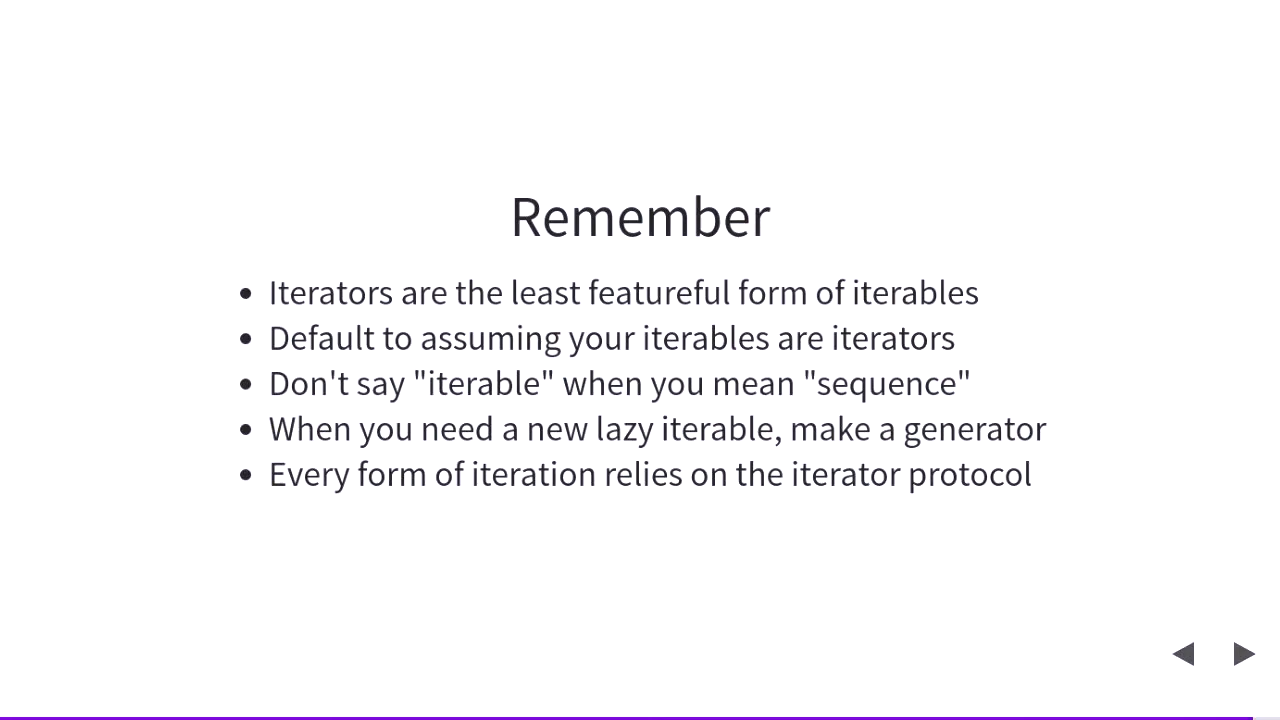 Remember
• Iterators are the least featureful form of iterables
• Default to assuming your iterables are iterators
• Don't say "iterable" when you mean "sequence"
• When you need a new lazy iterable, make a generator
• Every form of iteration relies on the iterator protocol